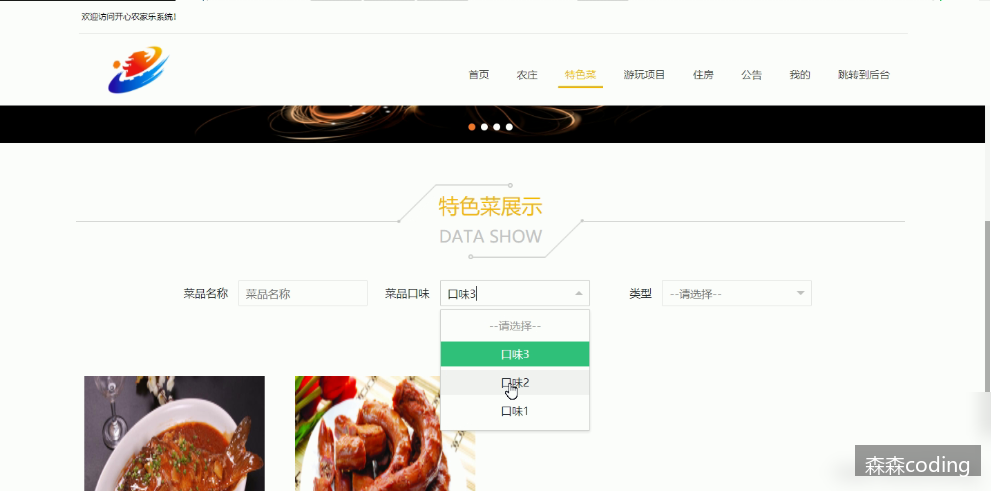 欢迎访问开心农家乐系统！
首页 农庄 特色菜 游玩项目 住房 公告 我的 跳转到后台
特色菜展示
DATA SHOW
菜品名称 菜品名称 菜品口味 口味3 类型 --请选择--
--请选择--
口味3
口味2
口味1
森森coding